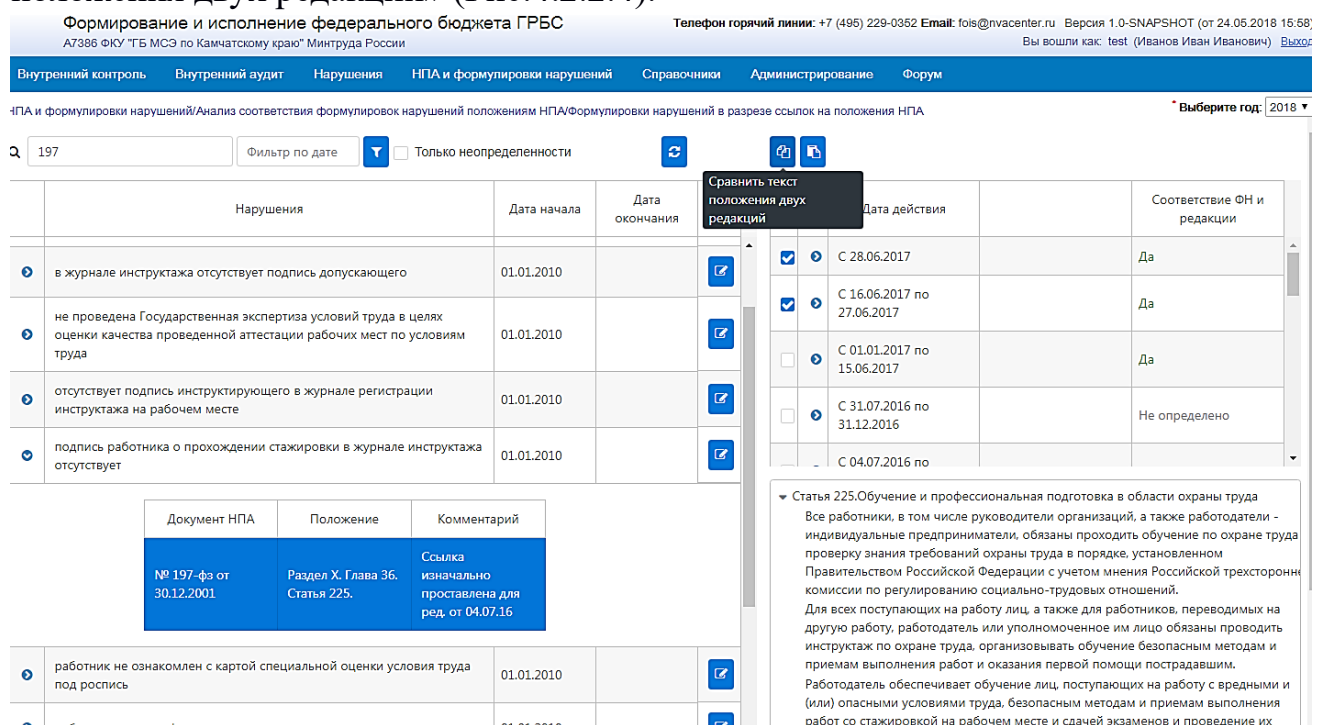 положения двух редакций» (Рис.4.2.14).
Формирование и исполнение федерального бюджета ГРБС
Телефон горячий линии: +7 (495) 229-0352 Email: fois@nvacenter.ru Версия 1.0-SNAPSHOT (от 24.05.2018 15:58)
А7386 ФКУ "ГБ МСЭ по Камчатскому краю" Минтруда России
Вы вошли как: test (Иванов Иван Иванович) Выход
Внутренний контроль Внутренний аудит Нарушения НПА и формулировки нарушений Справочники Администрирование Форум
НПА и формулировки нарушений/Анализ соответствия формулировок нарушений положениям НПА/Формулировки нарушений в разрезе ссылок на положения НПА
* Выберите год: 2018
197 Фильтр по дате Только неопределенности
Сравнить текст
положения двух
редакций
Нарушения Дата начала Дата
окончания
в журнале инструктажа отсутствует подпись допускающего 01.01.2010
не проведена Государственная экспертиза условий труда в целях
оценки качества проведенной аттестации рабочих мест по условиям 01.01.2010
труда
отсутствует подпись инструктирующего в журнале регистрации
инструктажа на рабочем месте 01.01.2010
подпись работника о прохождении стажировки в журнале инструктажа
отсутствует 01.01.2010
Документ НПА Положение Комментарий
№ 197-фз от
30.12.2001
Раздел X. Глава 36.
Статья 225.
Ссылка
изначально
проставлена для
ред. от 04.07.16
работник не ознакомлен с картой специальной оценки условия труда
под роспись 01.01.2010
Дата действия Соответствие ФН и
редакции
С 28.06.2017 Да
С 16.06.2017 по
27.06.2017 Да
С 01.01.2017 по
15.06.2017 Да
С 31.07.2016 по
31.12.2016 Не определено
С 04.07.2016 по
Статья 225.Обучение и профессиональная подготовка в области охраны труда
Все работники, в том числе руководители организаций, а также работодатели -
индивидуальные предприниматели, обязаны проходить обучение по охране труда
проверку знания требований охраны труда в порядке, установленном
Правительством Российской Федерации с учетом мнения Российской трехсторонне
комиссии по регулированию социально-трудовых отношений.
Для всех поступающих на работу лиц, а также для работников, переводимых на
другую работу, работодатель или уполномоченное им лицо обязаны проводить
инструктаж по охране труда, организовывать обучение безопасным методам и
приемам выполнения работ и оказания первой помощи пострадавшим.
Работодатель обеспечивает обучение лиц, поступающих на работу с вредными и
(или) опасными условиями труда, безопасным методам и приемам выполнения
работ со стажировкой на рабочем месте и сдачей экзаменов и проведение их